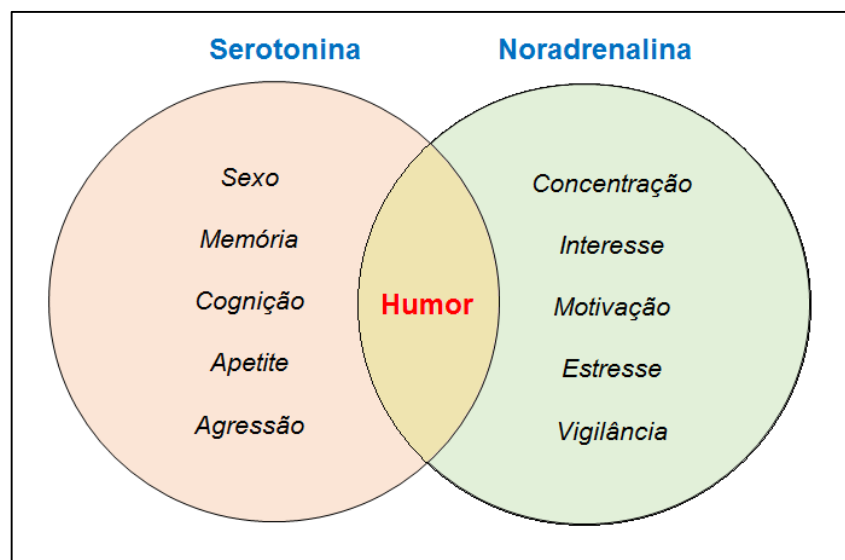 Serotonina
Noradrenalina
Sexo
Memória
Cognição
Apetite
Agressão
Humor
Concentração
Interesse
Motivação
Estresse
Vigilância